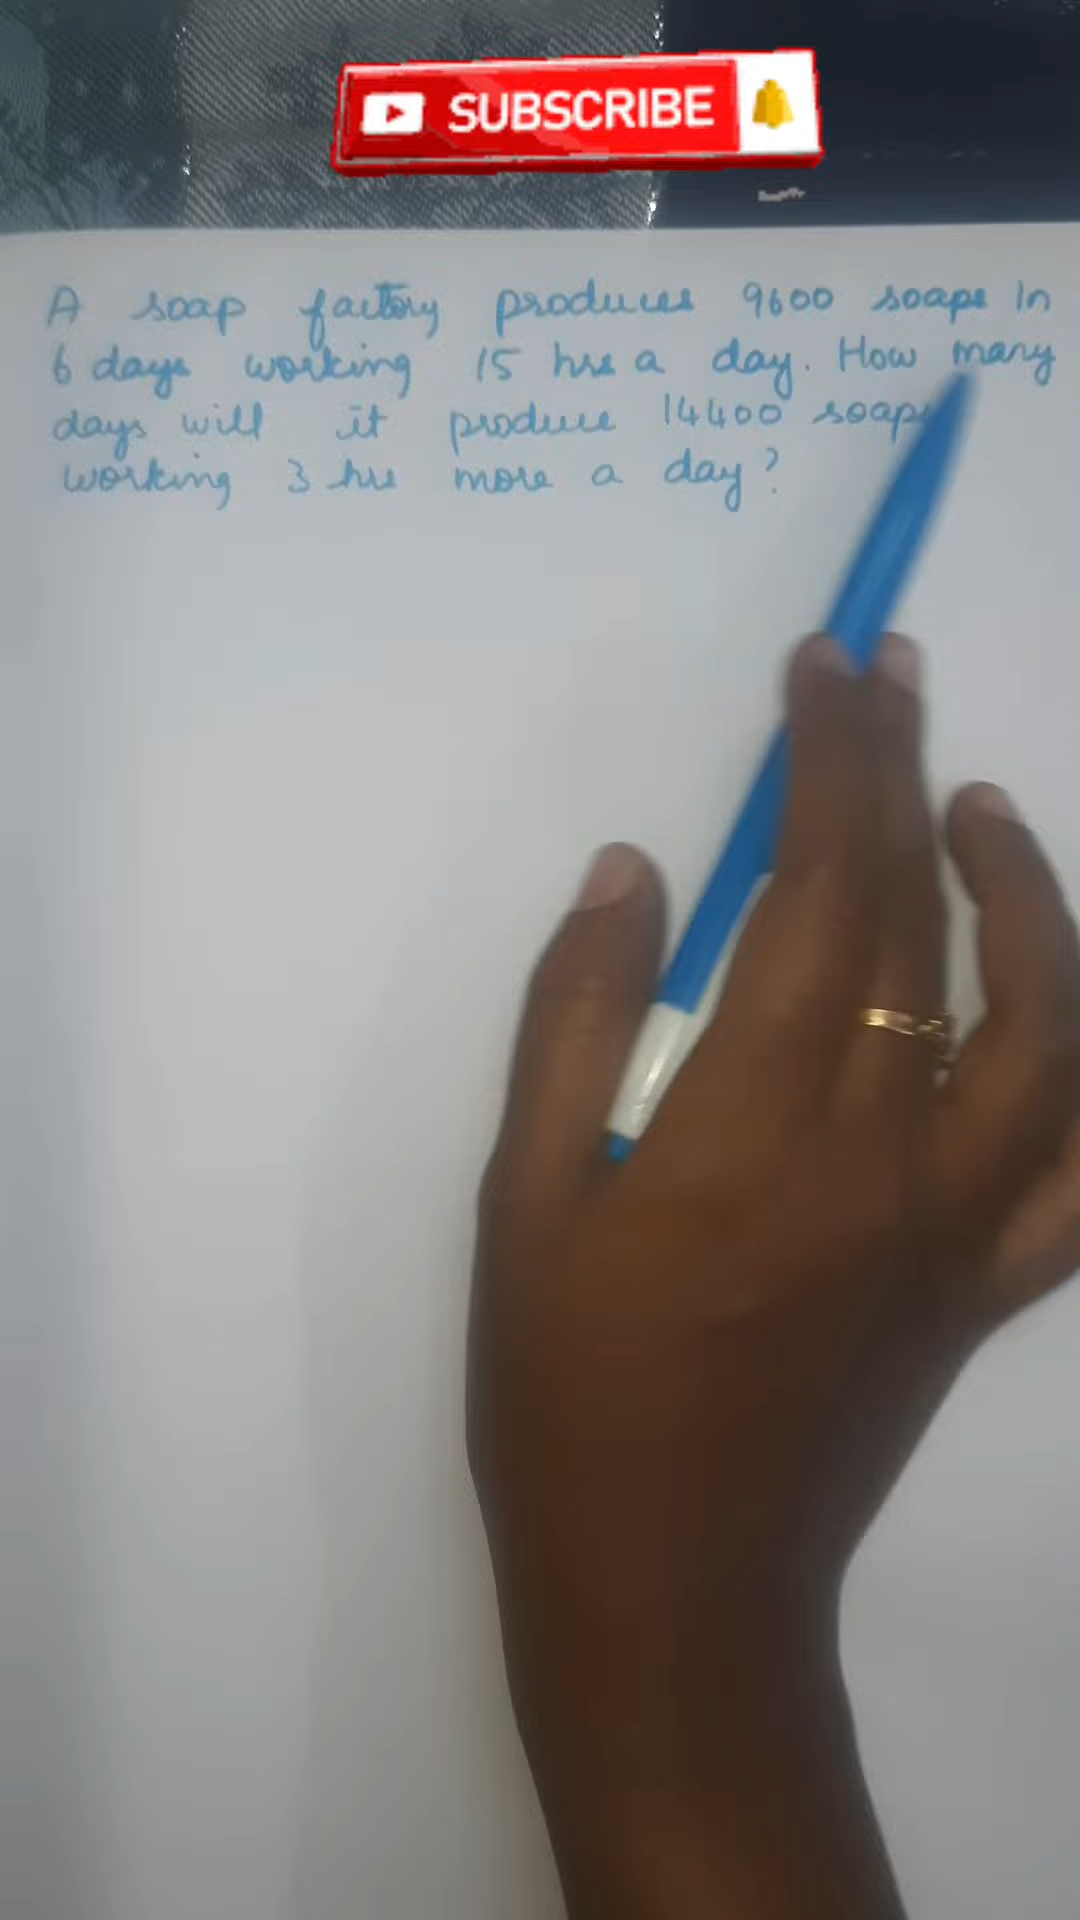 SUBSCRIBE
A soap factory produces 9600 soaps in
6 days working 15 hrs a day. How many
days will it produce 14400 soaps
working 3 hrs more a day?